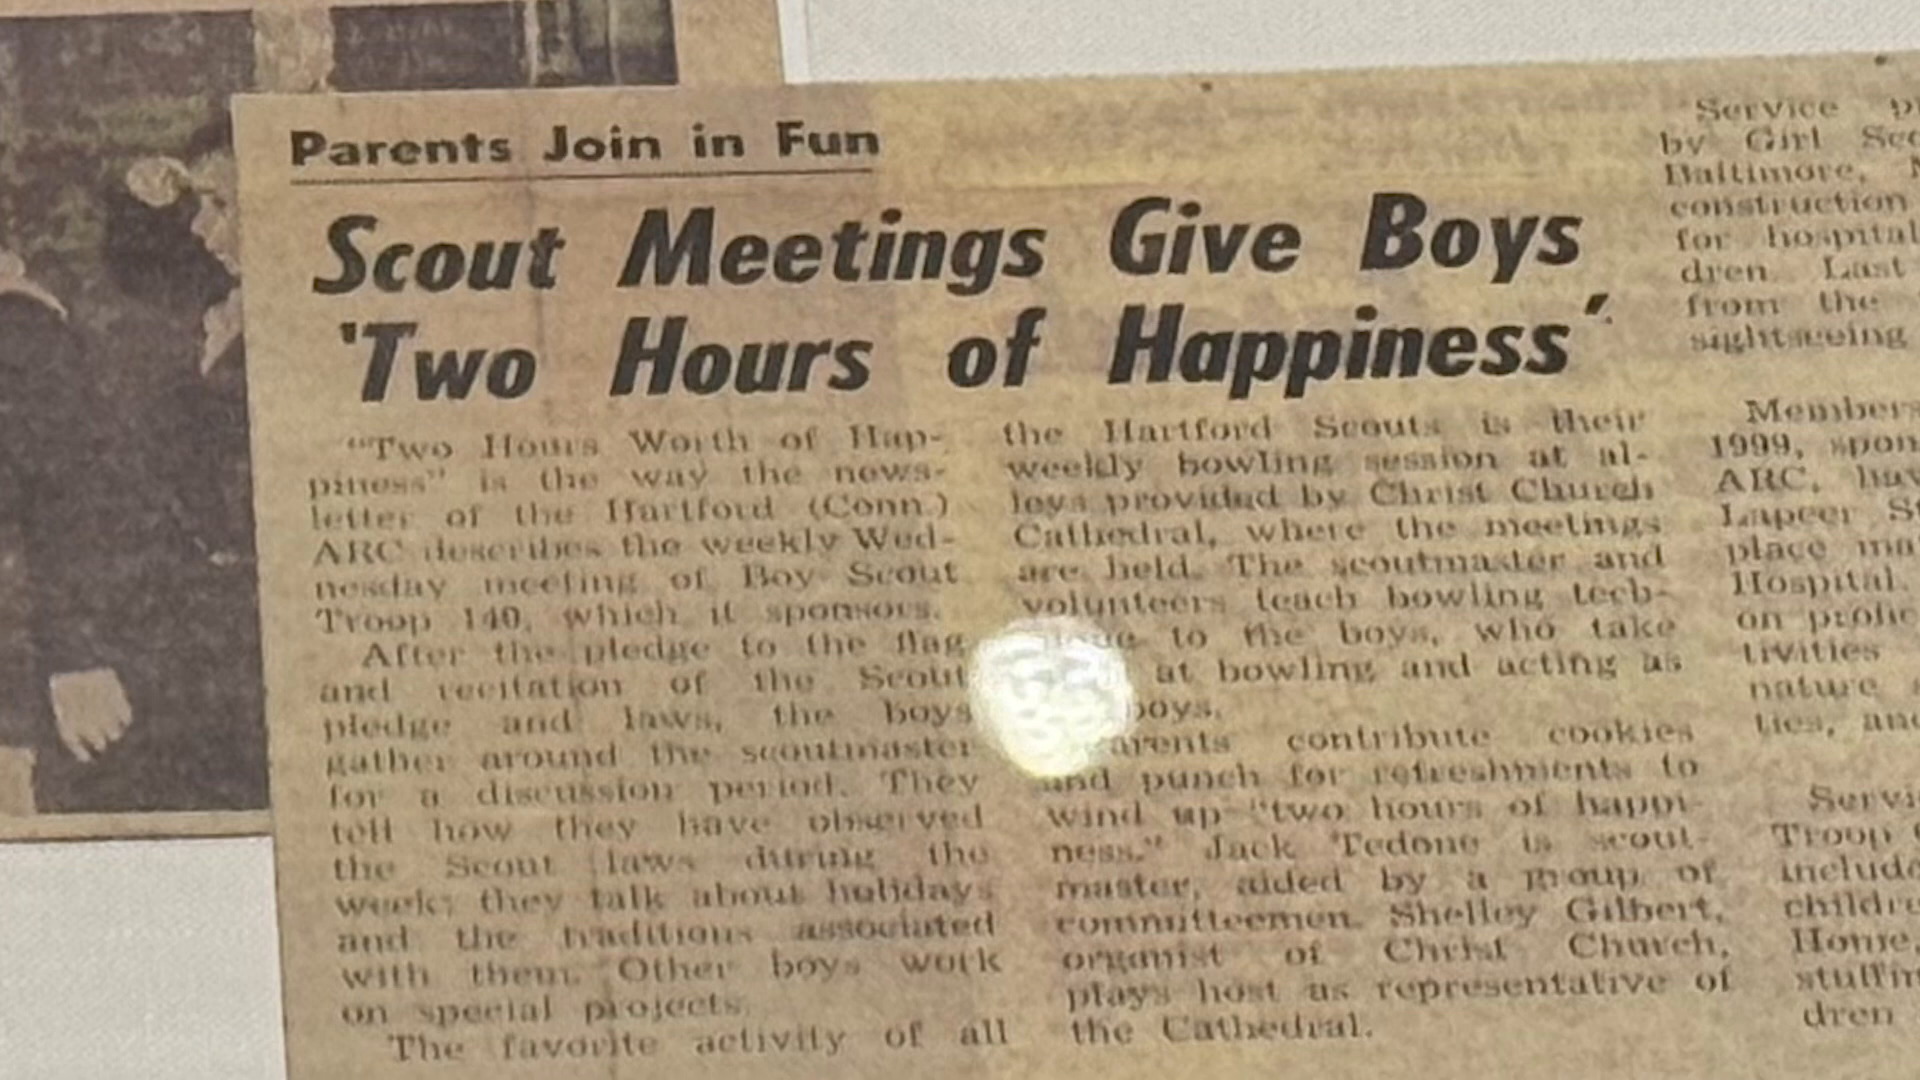 Parents Join in Fun
Scout Meetings Give Boys
'Two Hours of Happiness'
"Two Hours Worth of Hap-
piness" is the way the news-
letter of the Hartford (Conn.)
ARC describes the weekly Wed-
nesday meeting of Boy Scout
Troop 140, which it sponsors.
After the pledge to the flag
and recitation of the Scout
pledge and laws, the boys
gather around the scoutmaster
for a discussion period. They
tell how they have observed
the Scout laws during the
week; they talk about holidays
and the traditions associated
with them. Other boys work
on special projects.
The favorite activity of all
the Hartford Scouts is their
weekly bowling session at al-
leys provided by Christ Church
Cathedral, where the meetings
are held. The scoutmaster and
volunteers teach bowling tech-
to the boys, who take
at bowling and acting as
boys.
Parents contribute cookies
and punch for refreshments to
wind up "two hours of happi-
ness." Jack Tedone is scout-
master, aided by a group of
committeemen. Shelley Gilbert,
organist of Christ Church,
plays host as representative of
the Cathedral.
Service
by Girl
Baltimore,
construction
for hospital
dren. Last
from the
sightseeing
Members
1999,
ARC,
Lapeer
place
Hospital.
on
tivities
nature
ties,
Troop
Home,
dren